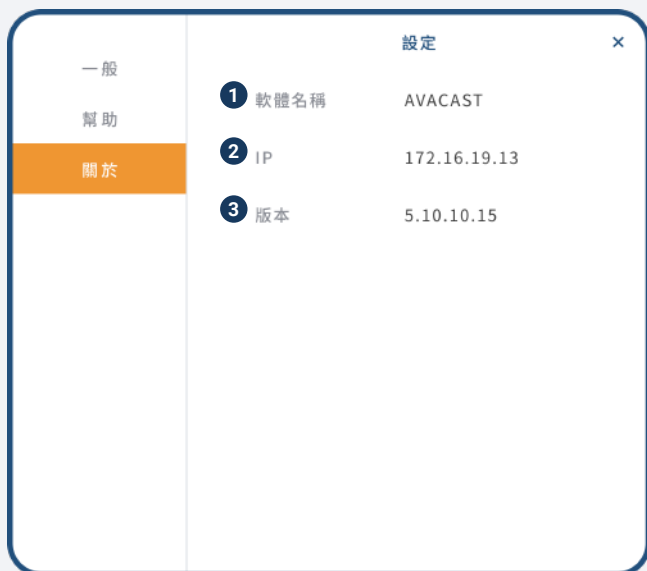 一般
幫助
關於
設定 ×
1 軟體名稱 AVACAST
2 IP 172.16.19.13
3 版本 5.10.10.15